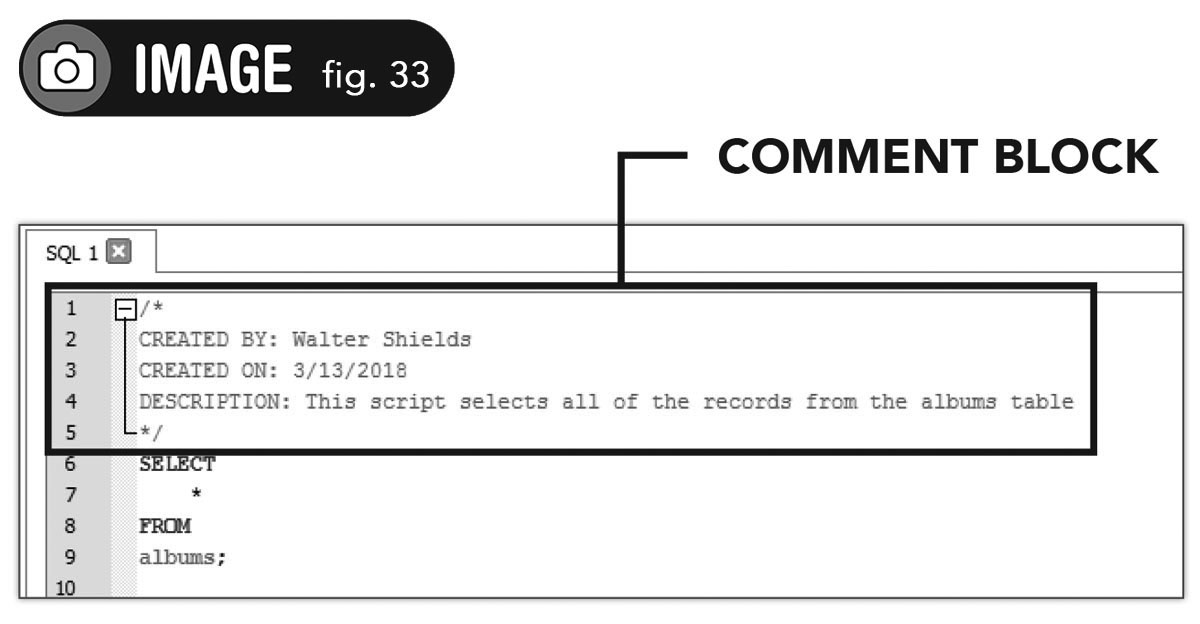 IMAGE fig. 33
COMMENT BLOCK
SQL 1
1 /*
2 CREATED BY: Walter Shields
3 CREATED ON: 3/13/2018
4 DESCRIPTION: This script selects all of the records from the albums table
5 */
6 SELECT
7 *
8 FROM
9 albums;
10